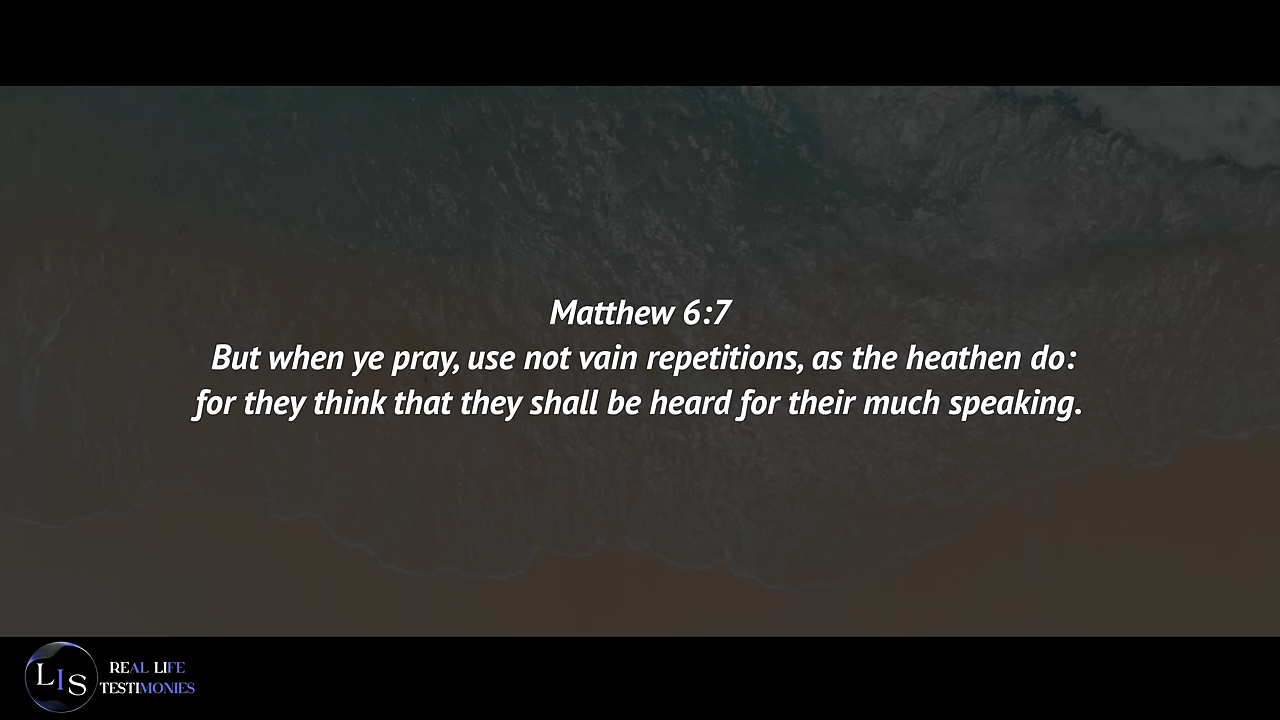 Matthew 6:7
But when ye pray, use not vain repetitions, as the heathen do:
for they think that they shall be heard for their much speaking.
LIS
REAL LIFE
TESTIMONIES